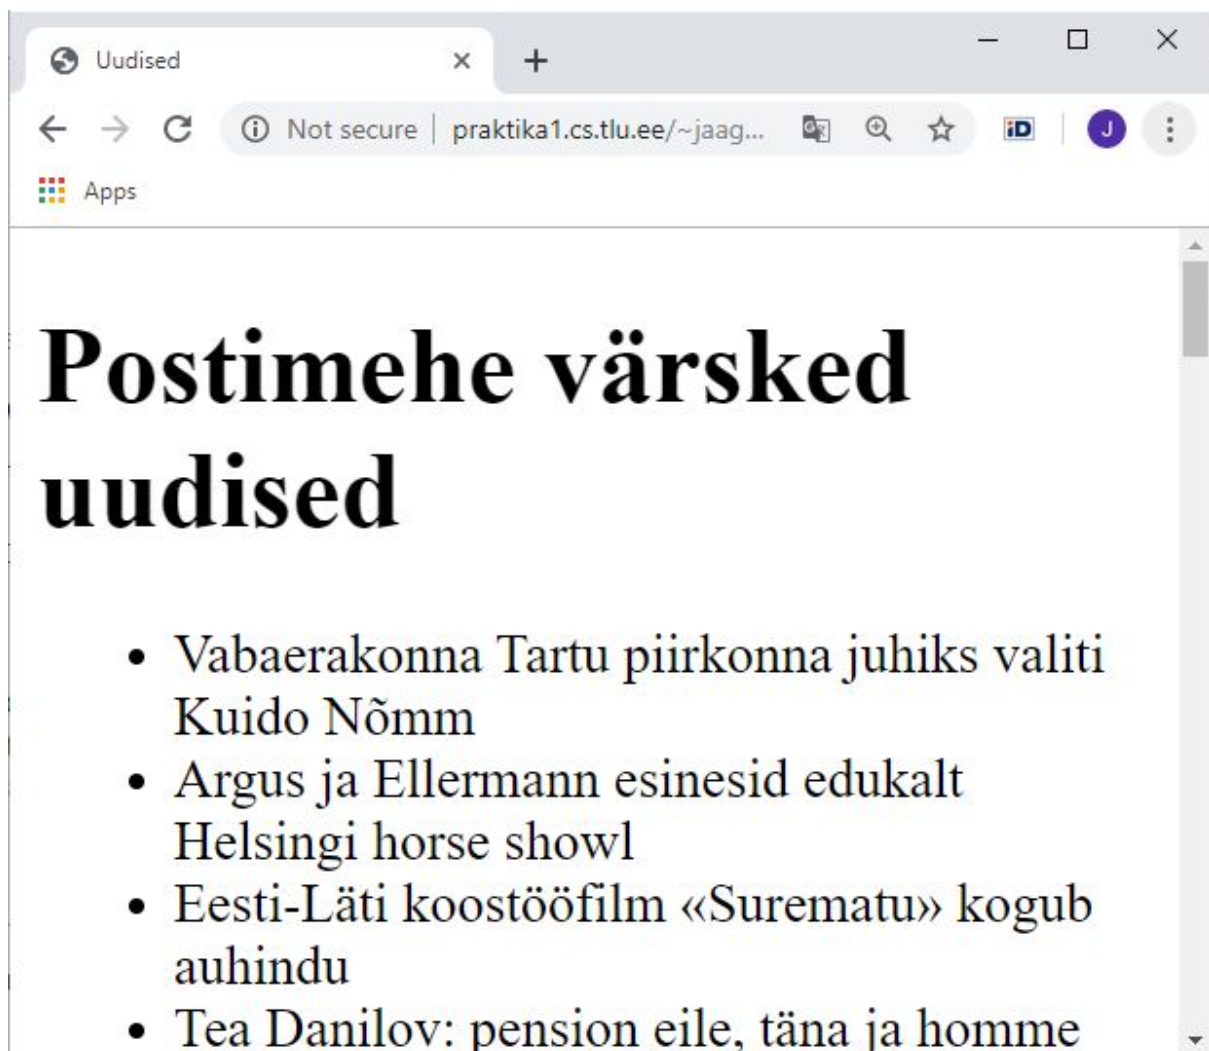 Uudised
Not secure
praktika1.cs.tlu.ee/~jaag...
iD
J
Apps
Postimehe värsked
uudised
Vabaerakonna Tartu piirkonna juhiks valiti
Kuido Nõmm
Argus ja Ellermann esinesid edukalt
Helsingi horse showl
Eesti-Läti koostööfilm «Surematu» kogub
auhindu
Tea Danilov: pension eile, täna ja homme